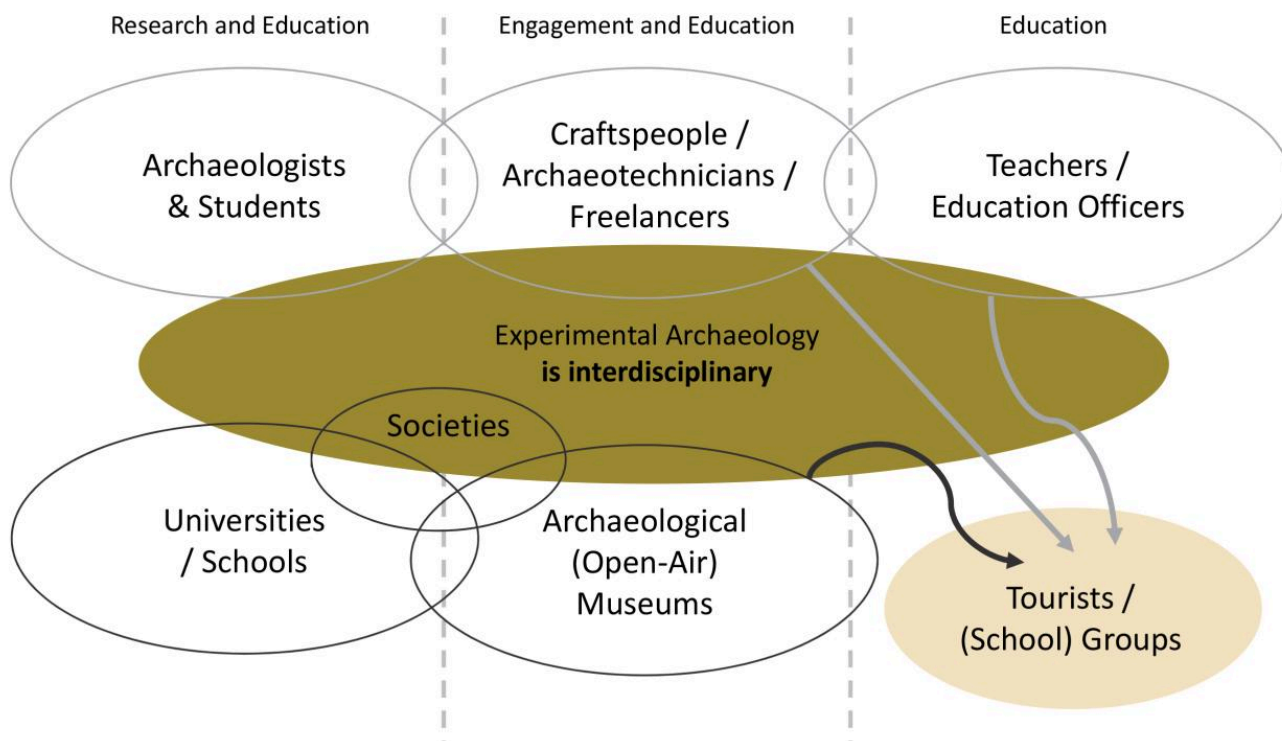 Research and Education
Engagement and Education
Education
Archaeologists
& Students
Craftspeople /
Archaeotechnicians /
Freelancers
Teachers /
Education Officers
Experimental Archaeology
is interdisciplinary
Societies
Universities
/ Schools
Archaeological
(Open-Air)
Museums
Tourists /
(School) Groups